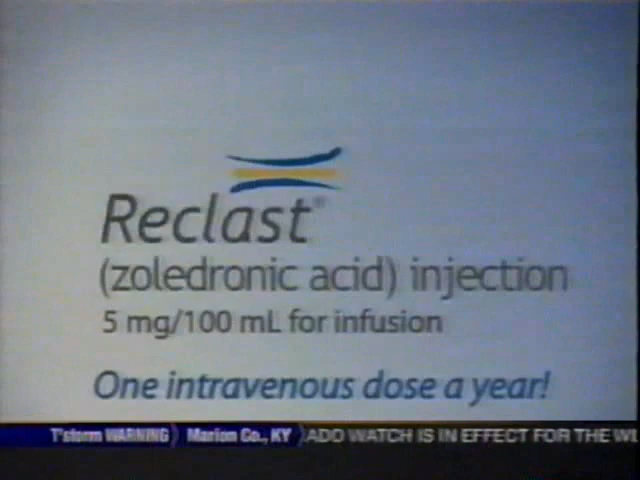 Reclast®
(zoledronic acid) injection
5 mg/100 mL for infusion
One intravenous dose a year!
T'storm WARNING Marion Co., KY ADO WATCH IS IN EFFECT FOR THE